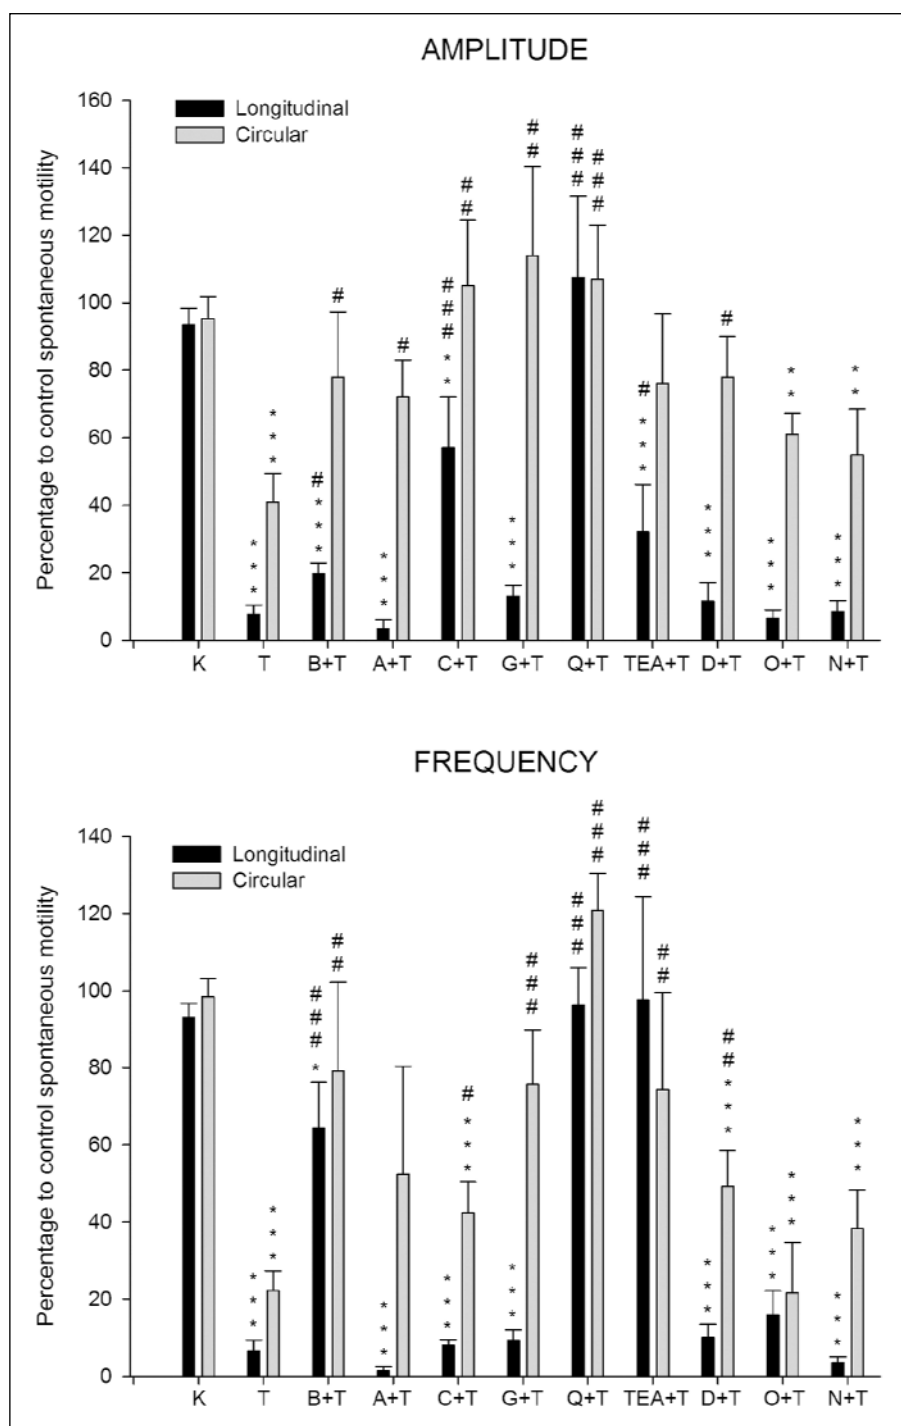 AMPLITUDE
Percentage to control spontaneous motility
160
140
120
100
80
60
40
20
0
Longitudinal
Circular
K T B+T A+T C+T G+T Q+T TEA+T D+T O+T N+T
* * *
* * *
# * * *
#
* * *
#
# # # * *
# #
* * *
# #
# # #
# # #
# * * *
* * *
#
* * *
* *
* * *
* *
FREQUENCY
Percentage to control spontaneous motility
140
120
100
80
60
40
20
0
Longitudinal
Circular
K T B+T A+T C+T G+T Q+T TEA+T D+T O+T N+T
* * *
* * *
# # # *
# #
* * *
* * *
# * * *
* * *
# # #
# # #
# # #
# # #
# #
* * *
# # * * *
* * *
* * *
* * *
* * *